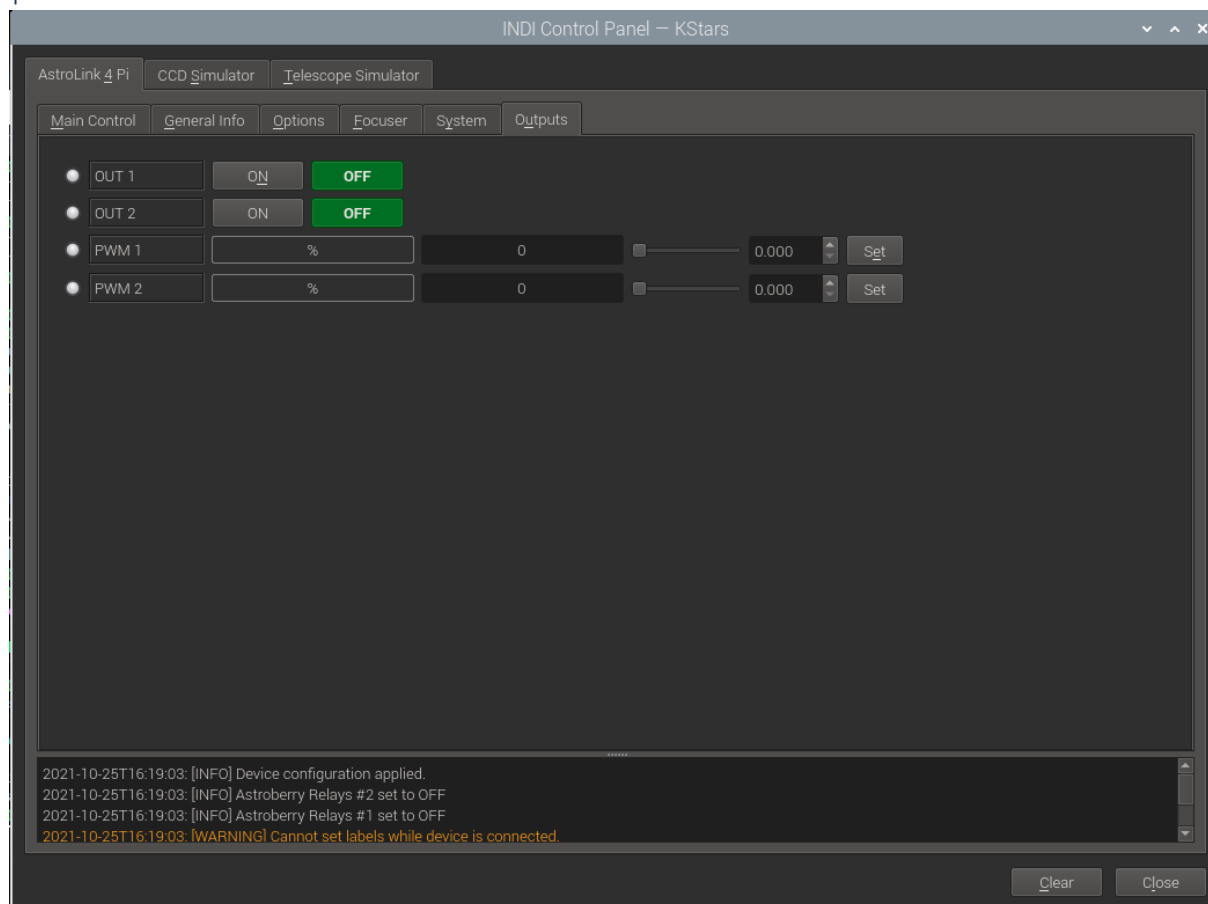 INDI Control Panel — KStars
AstroLink 4 Pi CCD Simulator Telescope Simulator
Main Control General Info Options Focuser System Outputs
OUT 1 ON OFF
OUT 2 ON OFF
PWM 1 % 0 0.000 Set
PWM 2 % 0 0.000 Set
2021-10-25T16:19:03: [INFO] Device configuration applied.
2021-10-25T16:19:03: [INFO] Astroberry Relays #2 set to OFF
2021-10-25T16:19:03: [INFO] Astroberry Relays #1 set to OFF
2021-10-25T16:19:03: [WARNING] Cannot set labels while device is connected.
Clear Close